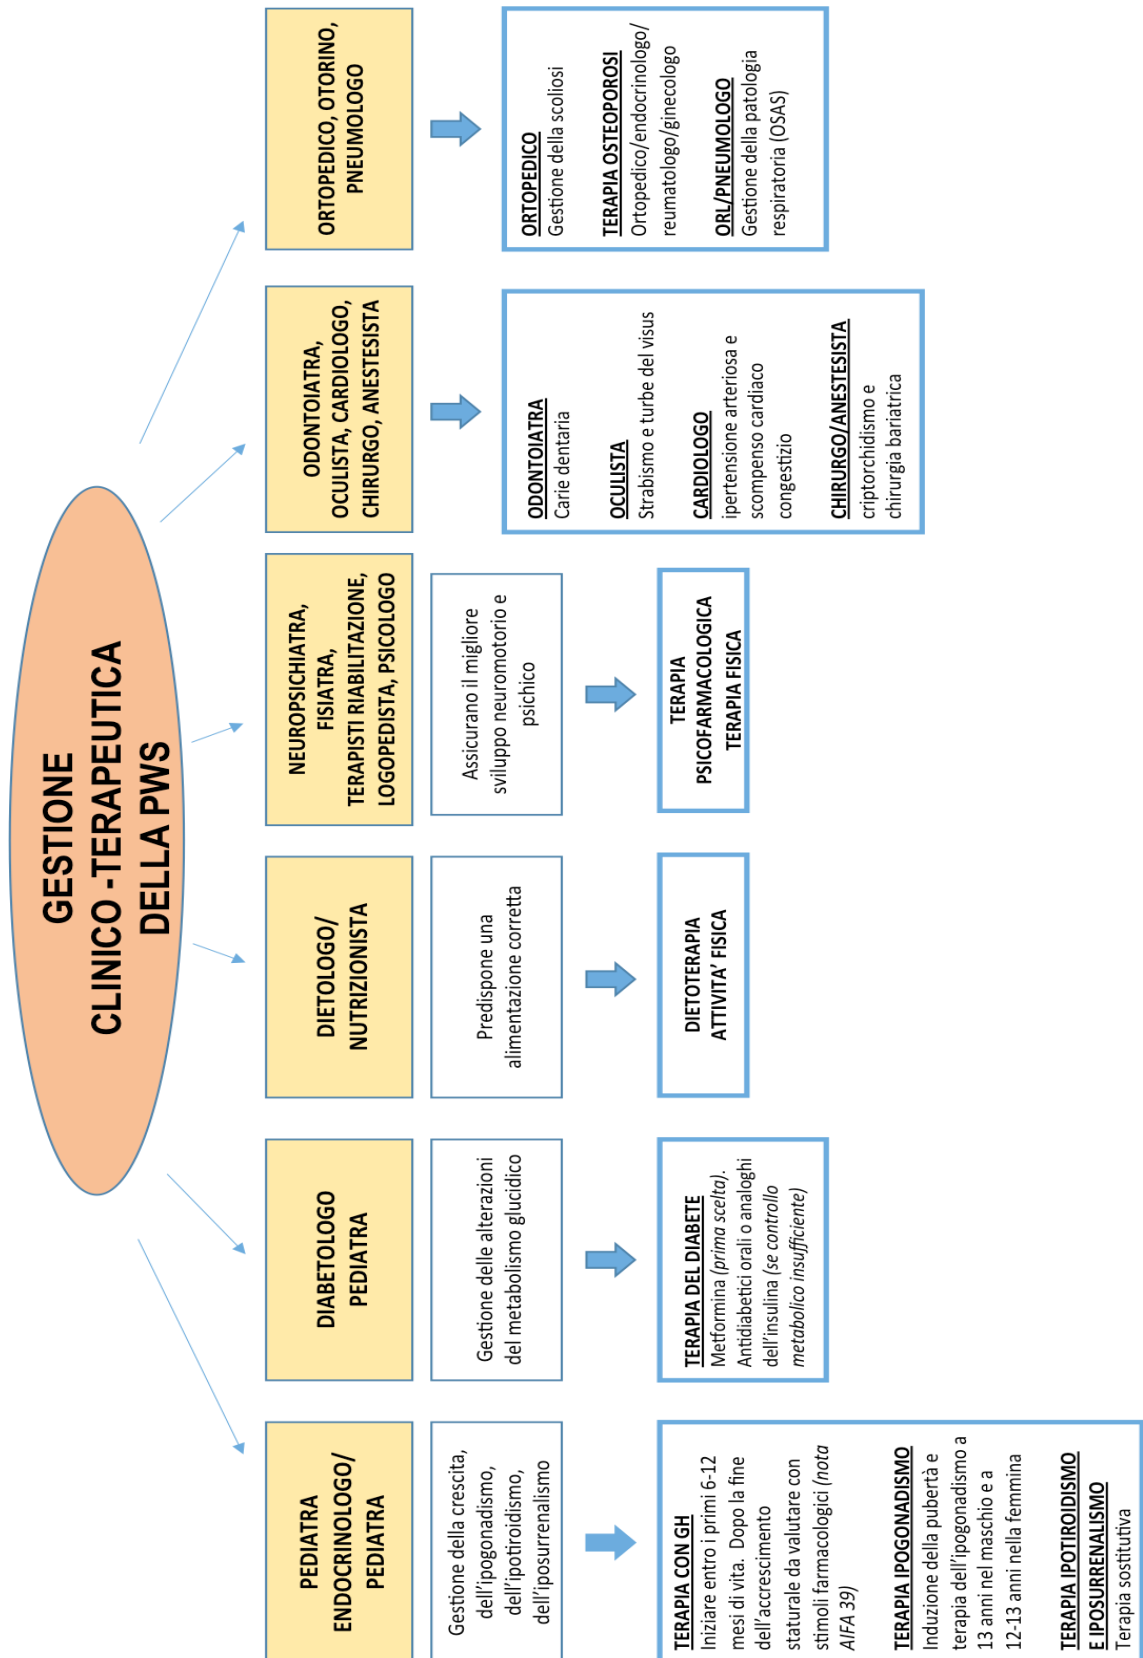 GESTIONE
CLINICO -TERAPEUTICA
DELLA PWS
PEDIATRA
ENDOCRINOLOGO/
PEDIATRA
Gestione della crescita,
dell'ipogonadismo,
dell'ipotiroidismo,
dell'iposurrenalismo
TERAPIA CON GH
Iniziare entro i primi 6-12
mesi di vita. Dopo la fine
dell'accrescimento
staturale da valutare con
stimoli farmacologici (nota
AIFA 39)
TERAPIA IPOGONADISMO
Induzione della pubertà e
terapia dell'ipogonadismo a
13 anni nel maschio e a
12-13 anni nella femmina
TERAPIA IPOTIROIDISMO
E IPOSURRENALISMO
Terapia sostitutiva
DIABETOLOGO
PEDIATRA
Gestione delle alterazioni
del metabolismo glucidico
TERAPIA DEL DIABETE
Metformina (prima scelta).
Antidiabetici orali o analoghi
dell'insulina (se controllo
metabolico insufficiente)
DIETOLOGO/
NUTRIZIONISTA
Predispone una
alimentazione corretta
DIETOTERAPIA
ATTIVITA' FISICA
NEUROPSICHIATRA,
FISIATRA,
TERAPISTI RIABILITAZIONE,
LOGOPEDISTA, PSICOLOGO
Assicurano il migliore
sviluppo neuromotorio e
psichico
TERAPIA
PSICOFARMACOLOGICA
TERAPIA FISICA
ODONTOIATRA,
OCULISTA, CARDIOLOGO,
CHIRURGO, ANESTESISTA
ODONTOIATRA
Carie dentaria
OCULISTA
Strabismo e turbe del visus
CARDIOLOGO
ipertensione arteriosa e
scompenso cardiaco
congestizio
CHIRURGO/ANESTESISTA
criptorchidismo e
chirurgia bariatrica
ORTOPEDICO, OTORINO,
PNEUMOLOGO
ORTOPEDICO
Gestione della scoliosi
TERAPIA OSTEOPOROSI
Ortopedico/endocrinologo/
reumatologo/ginecologo
ORL/PNEUMOLOGO
Gestione della patologia
respiratoria (OSAS)